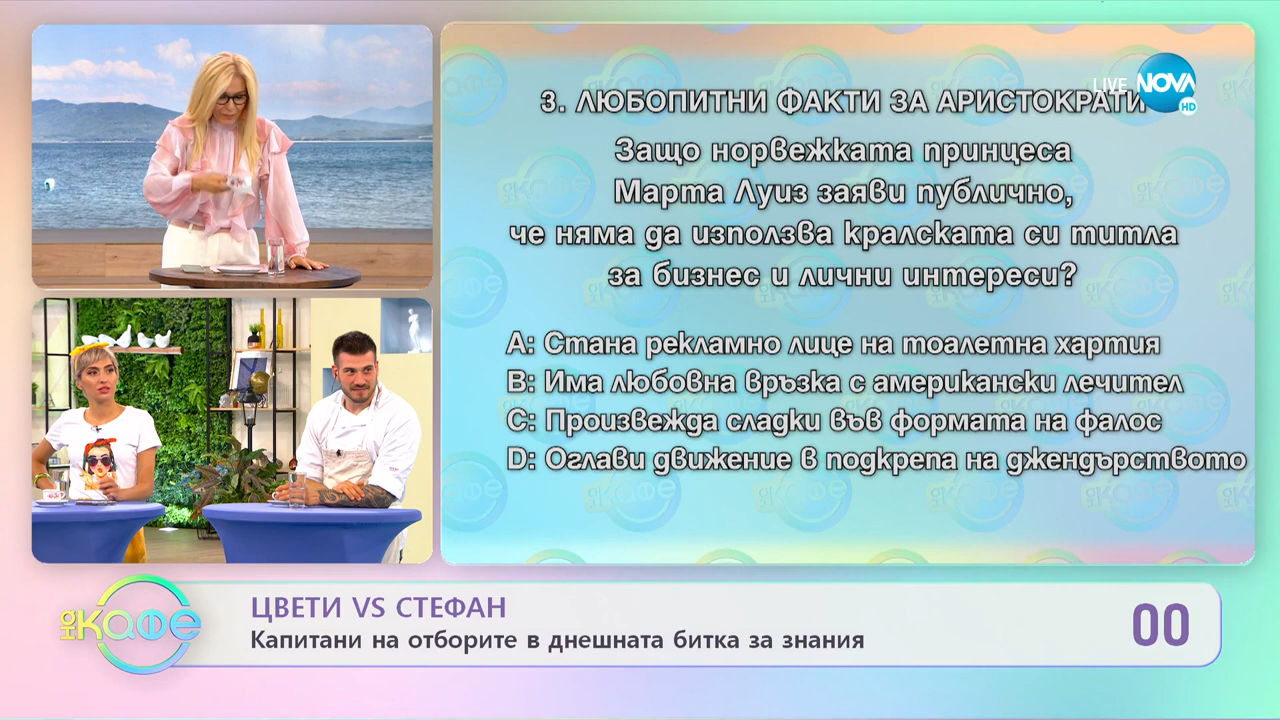 LIVE NOVA
HD
3. ЛЮБОПИТНИ ФАКТИ ЗА АРИСТОКРАТИ
Защо норвежката принцеса
Марта Луиз заяви публично,
че няма да използва кралската си титла
за бизнес и лични интереси?
A: Стана рекламно лице на тоалетна хартия
B: Има любовна връзка с американски лечител
C: Произвежда сладки във формата на фалос
D: Оглави движение в подкрепа на джендърството
НА КАФЕ
ЦВЕТИ VS СТЕФАН
Капитани на отборите в днешната битка за знания
00